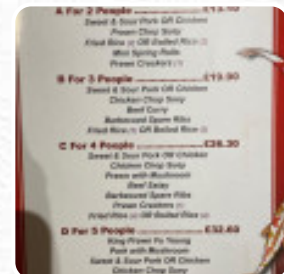 A For 2 People
Sweet & Sour Pork OR Chicken
Prawn Chop Suey
Fried Rice OR Boiled Rice
Mini Spring Rolls
Prawn Crackers
B For 3 People £19.90
Sweet & Sour Pork OR Chicken
Chicken Chop Suey
Beef Curry
Barbecued Spare Ribs
Fried Rice OR Boiled Rice
C For 4 People £26.30
Sweet & Sour Pork OR Chicken
Chicken Chop Suey
Prawn with Mushroom
Beef Satay
Barbecued Spare Ribs
Prawn Crackers
Fried Rice OR Boiled Rice
D For 5 People £32.60
King Prawn Fu Yeung
Pork with Mushroom
Sweet & Sour Pork OR Chicken
Chicken Chop Suey